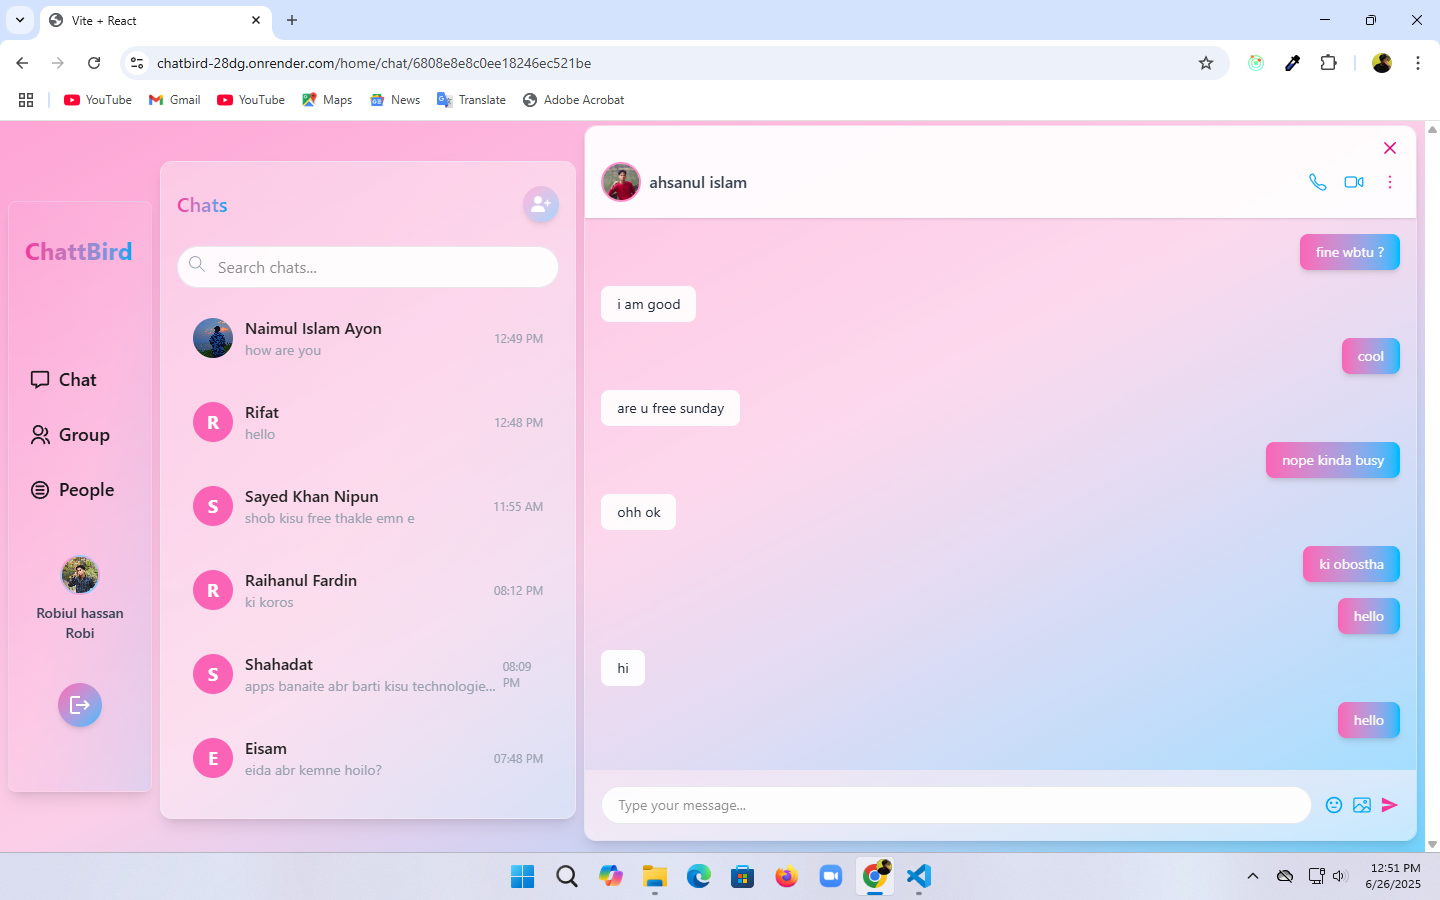 Vite + React
chatbird-28dg.onrender.com/home/chat/6808e8e8c0ee18246ec521be
YouTube
Gmail
YouTube
Maps
News
Translate
Adobe Acrobat
ChattBird
Chat
Group
People
Robiul hassan
Robi
Chats
Search chats...
Naimul Islam Ayon
how are you
12:49 PM
R
Rifat
hello
12:48 PM
S
Sayed Khan Nipun
shob kisu free thakle emn e
11:55 AM
R
Raihanul Fardin
ki koros
08:12 PM
S
Shahadat
apps banaite abr barti kisu technologie...
08:09
PM
E
Eisam
eida abr kemne hoilo?
07:48 PM
ahsanul islam
fine wbtu ?
i am good
cool
are u free sunday
nope kinda busy
ohh ok
ki obostha
hello
hi
hello
Type your message...
12:51 PM
6/26/2025